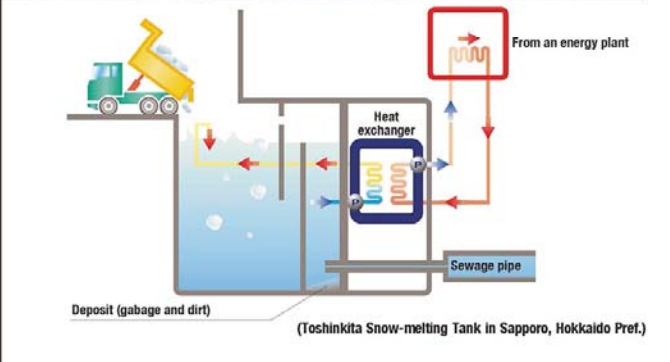 From an energy plant
Heat
exchanger
P
P
Sewage pipe
Deposit (gabage and dirt)
(Toshinkita Snow-melting Tank in Sapporo, Hokkaido Pref.)